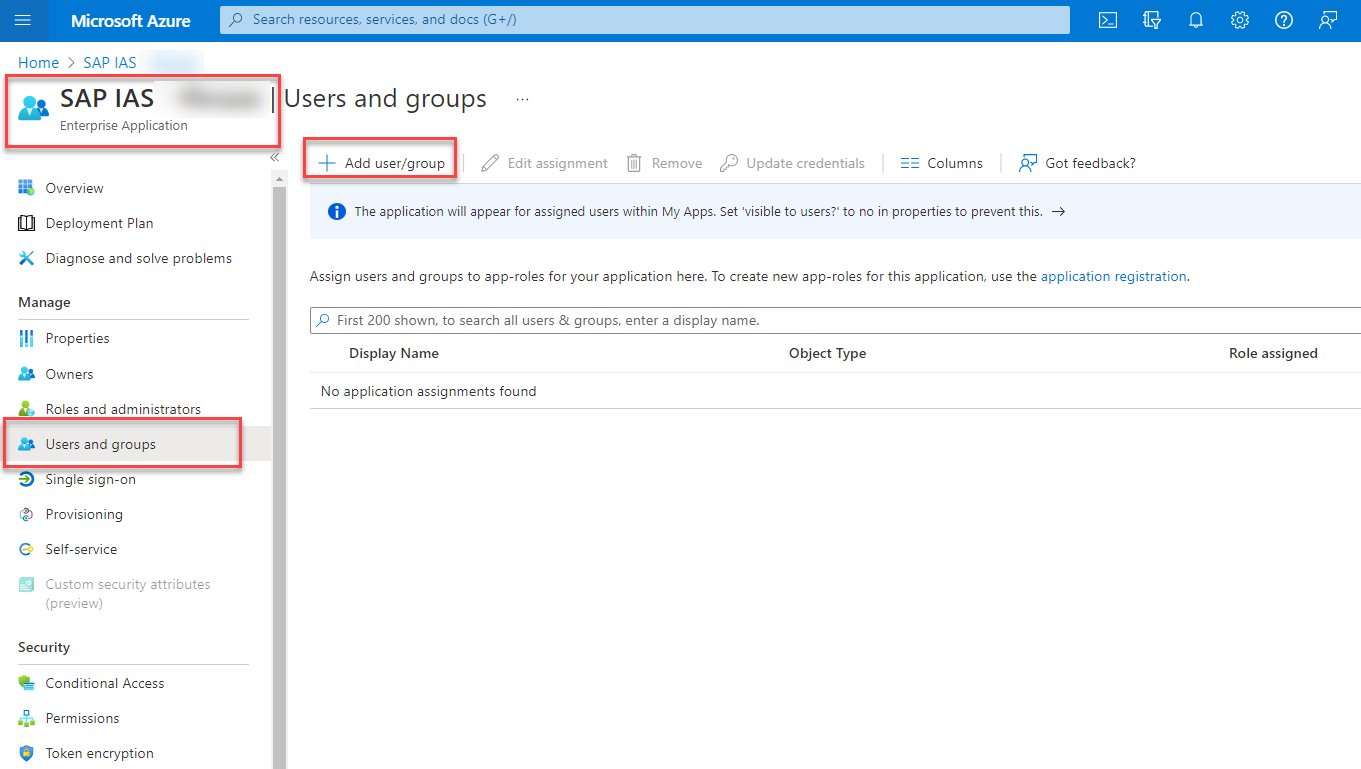 Microsoft Azure
Search resources, services, and docs (G+/)
Home > SAP IAS
SAP IAS | Users and groups ...
Enterprise Application
«
Add user/group
Edit assignment
Remove
Update credentials
Columns
Got feedback?
Overview
Deployment Plan
Diagnose and solve problems
Manage
Properties
Owners
Roles and administrators
Users and groups
Single sign-on
Provisioning
Self-service
Custom security attributes
(preview)
Security
Conditional Access
Permissions
Token encryption
The application will appear for assigned users within My Apps. Set 'visible to users?' to no in properties to prevent this. →
Assign users and groups to app-roles for your application here. To create new app-roles for this application, use the application registration.
First 200 shown, to search all users & groups, enter a display name.
Display Name
Object Type
Role assigned
No application assignments found